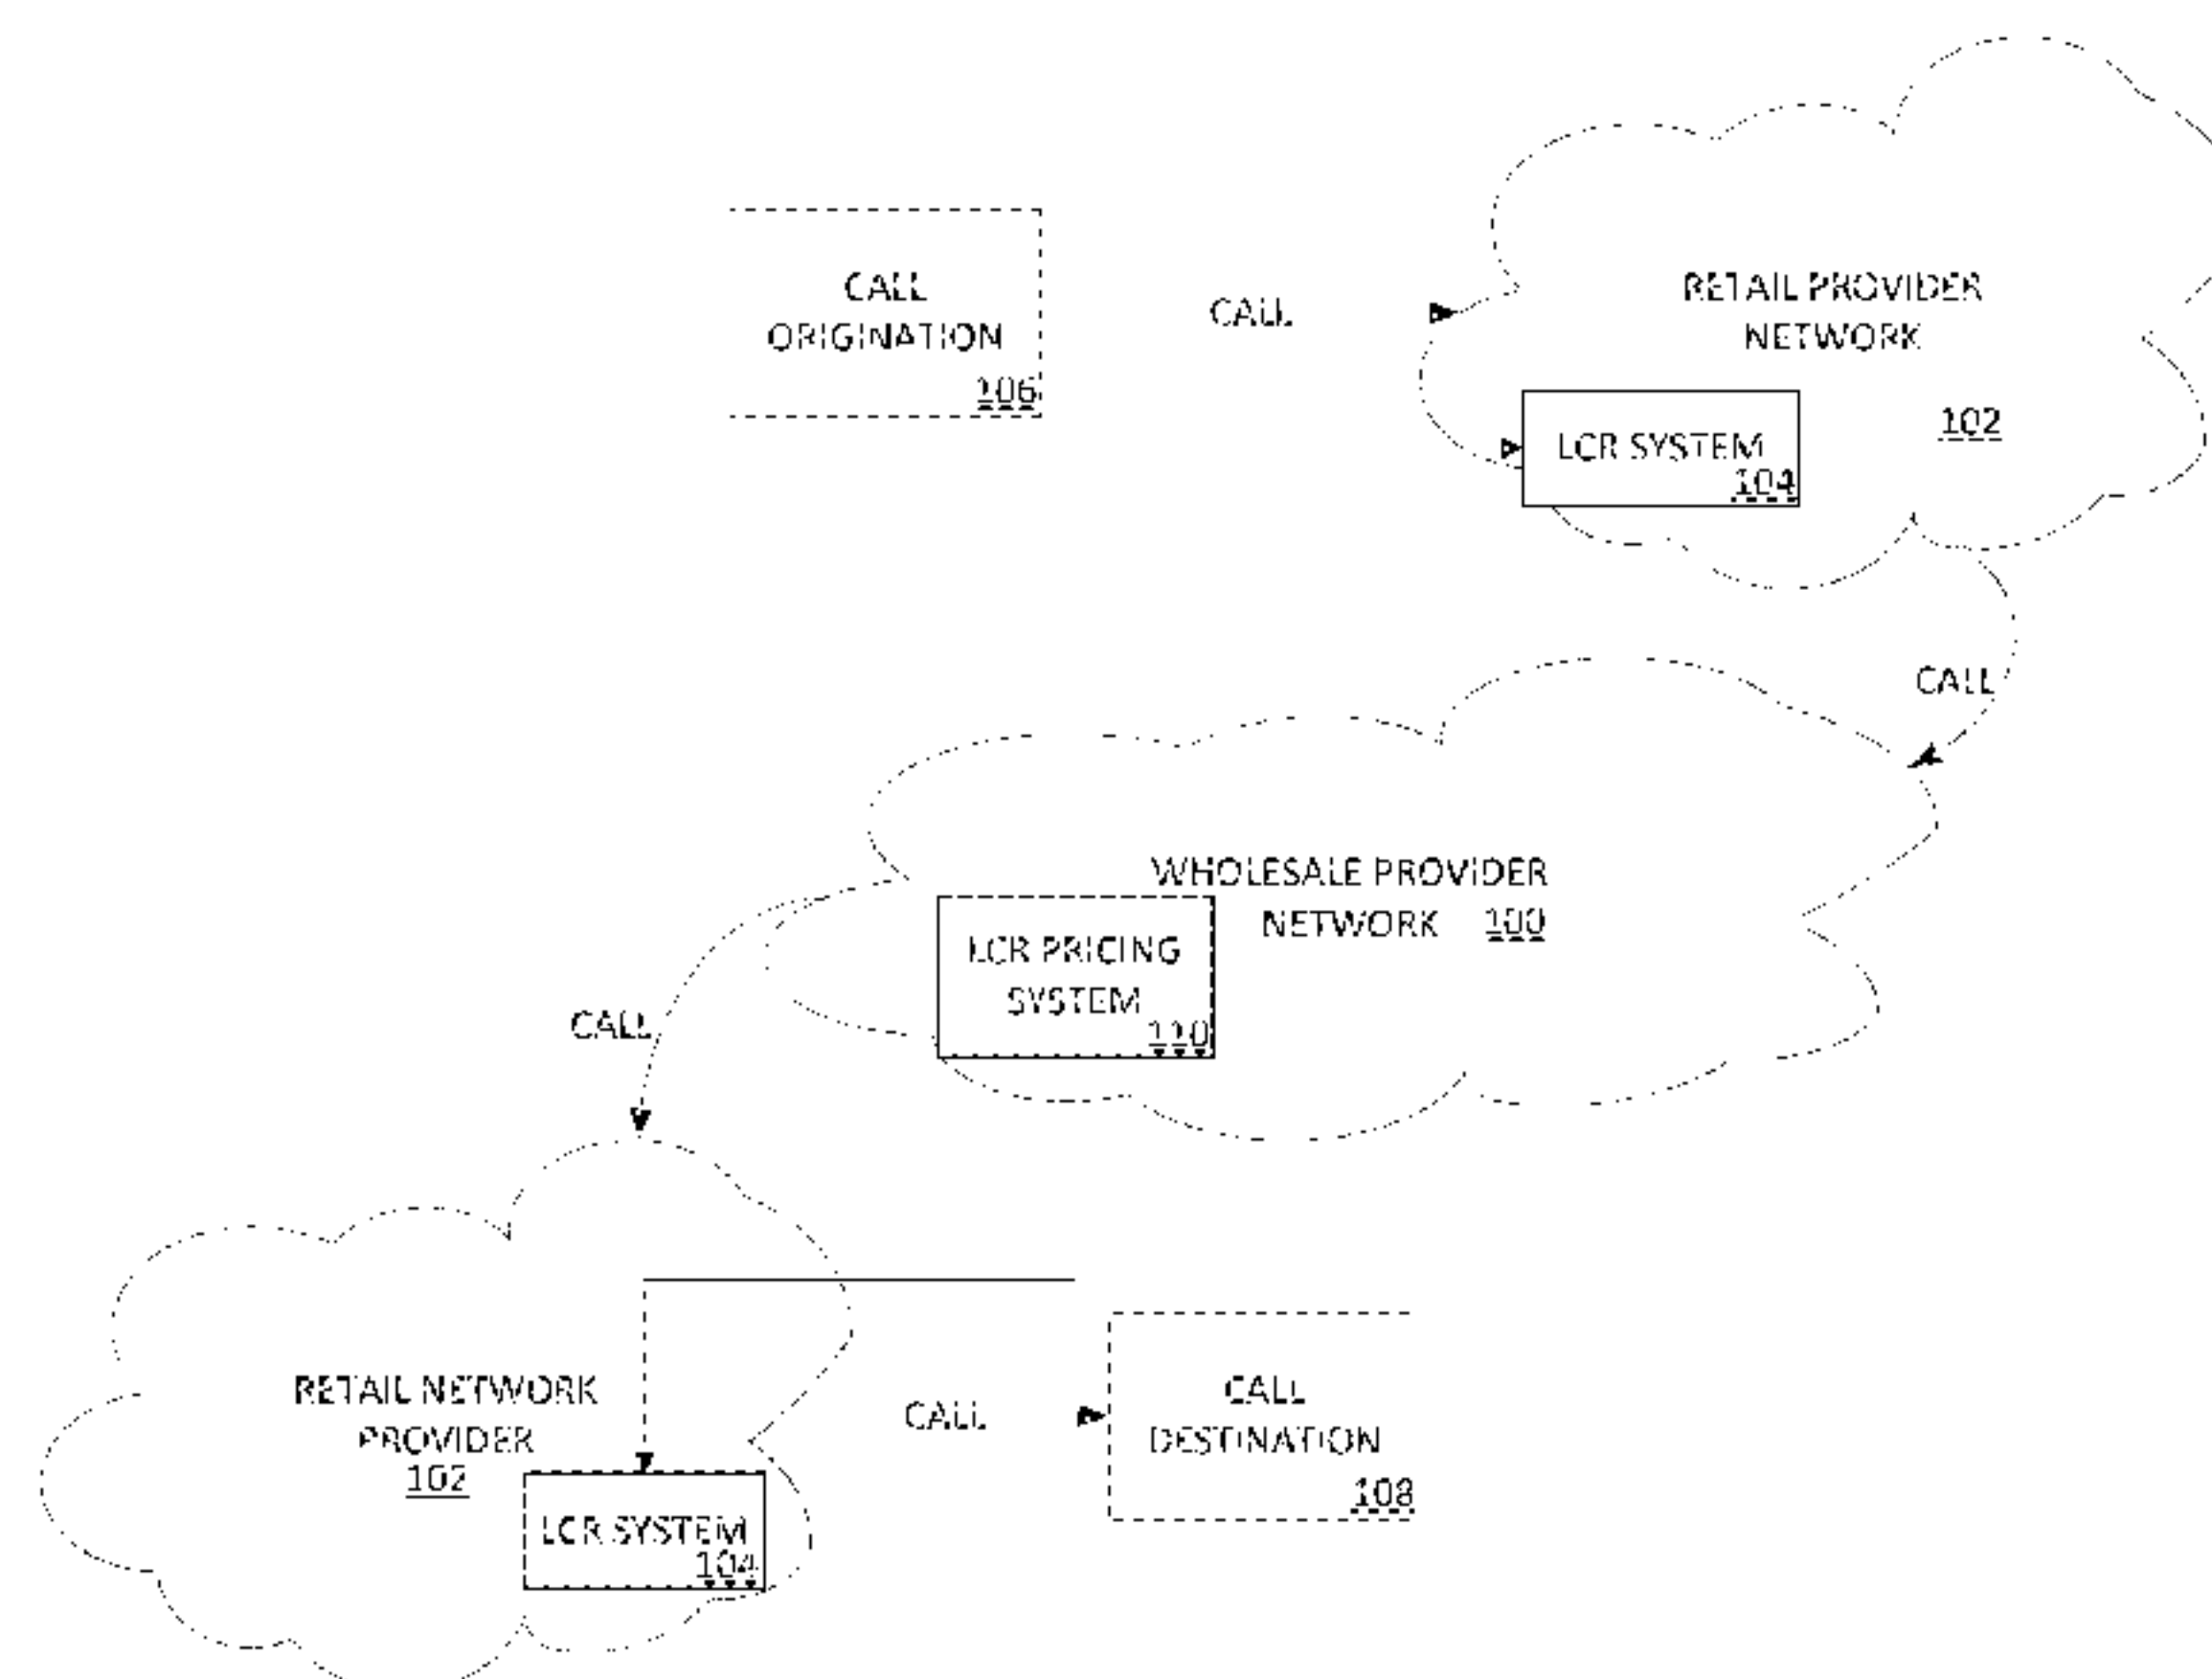 CALL
ORIGINATION
106
CALL
RETAIL PROVIDER
NETWORK
102
LCR SYSTEM
104
CALL
WHOLESALE PROVIDER
NETWORK 100
LCR PRICING
SYSTEM
110
CALL
RETAIL NETWORK
PROVIDER
102
LCR SYSTEM
104
CALL
CALL
DESTINATION
108